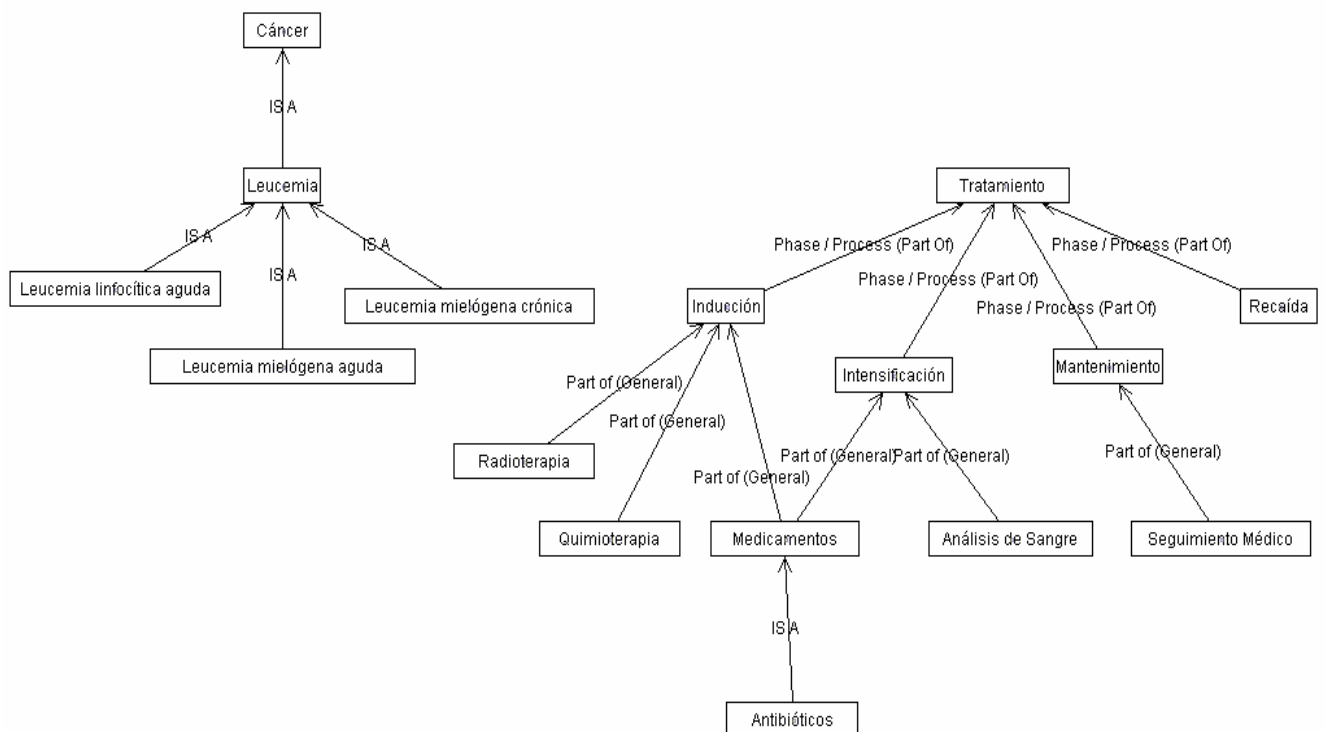 Cáncer
IS A
Leucemia
Tratamiento
IS A
IS A
Phase / Process (Part Of)
Phase / Process (Part Of)
IS A
Phase / Process (Part Of)
Leucemia linfocítica aguda
Leucemia mielógena crónica
Inducción
Phase / Process (Part Of)
Recaída
Leucemia mielógena aguda
Intensificación
Mantenimiento
Part of (General)
Part of (General)
Part of (General)
Part of (General)
Part of (General)
Radioterapia
Part of (General)
Quimioterapia
Medicamentos
Análisis de Sangre
Seguimiento Médico
IS A
Antibióticos